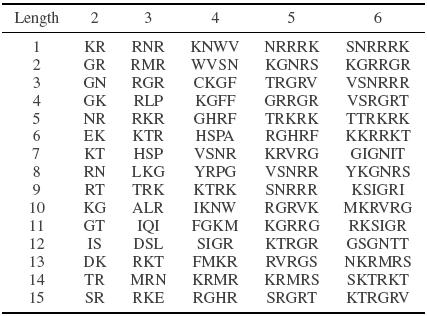 Length 2 3 4 5 6
1 KR RNR KNWV NRRRK SNRRRK
2 GR RMR WVSN KGNRS KGRRGR
3 GN RGR CKGF TRGRV VSNRRR
4 GK RLP KGFF GRRGR VSRGRT
5 NR RKR GHRF TRKRK TTRKRK
6 EK KTR HSPA RGHRF KKRRKT
7 KT HSP VSNR KRVRG GIGNIT
8 RN LKG YRPG VSNRR YKGNRS
9 RT TRK KTRK SNRRR KSIGRI
10 KG ALR IKNW RGRVK MKRVRG
11 GT IQI FGKM KGRRG RKSIGR
12 IS DSL SIGR KTRGR GSGNTT
13 DK RKT FMKR RVRGS NKRMRS
14 TR MRN KRMR KRMRS SKTRKT
15 SR RKE RGHR SRGRT KTRGRV